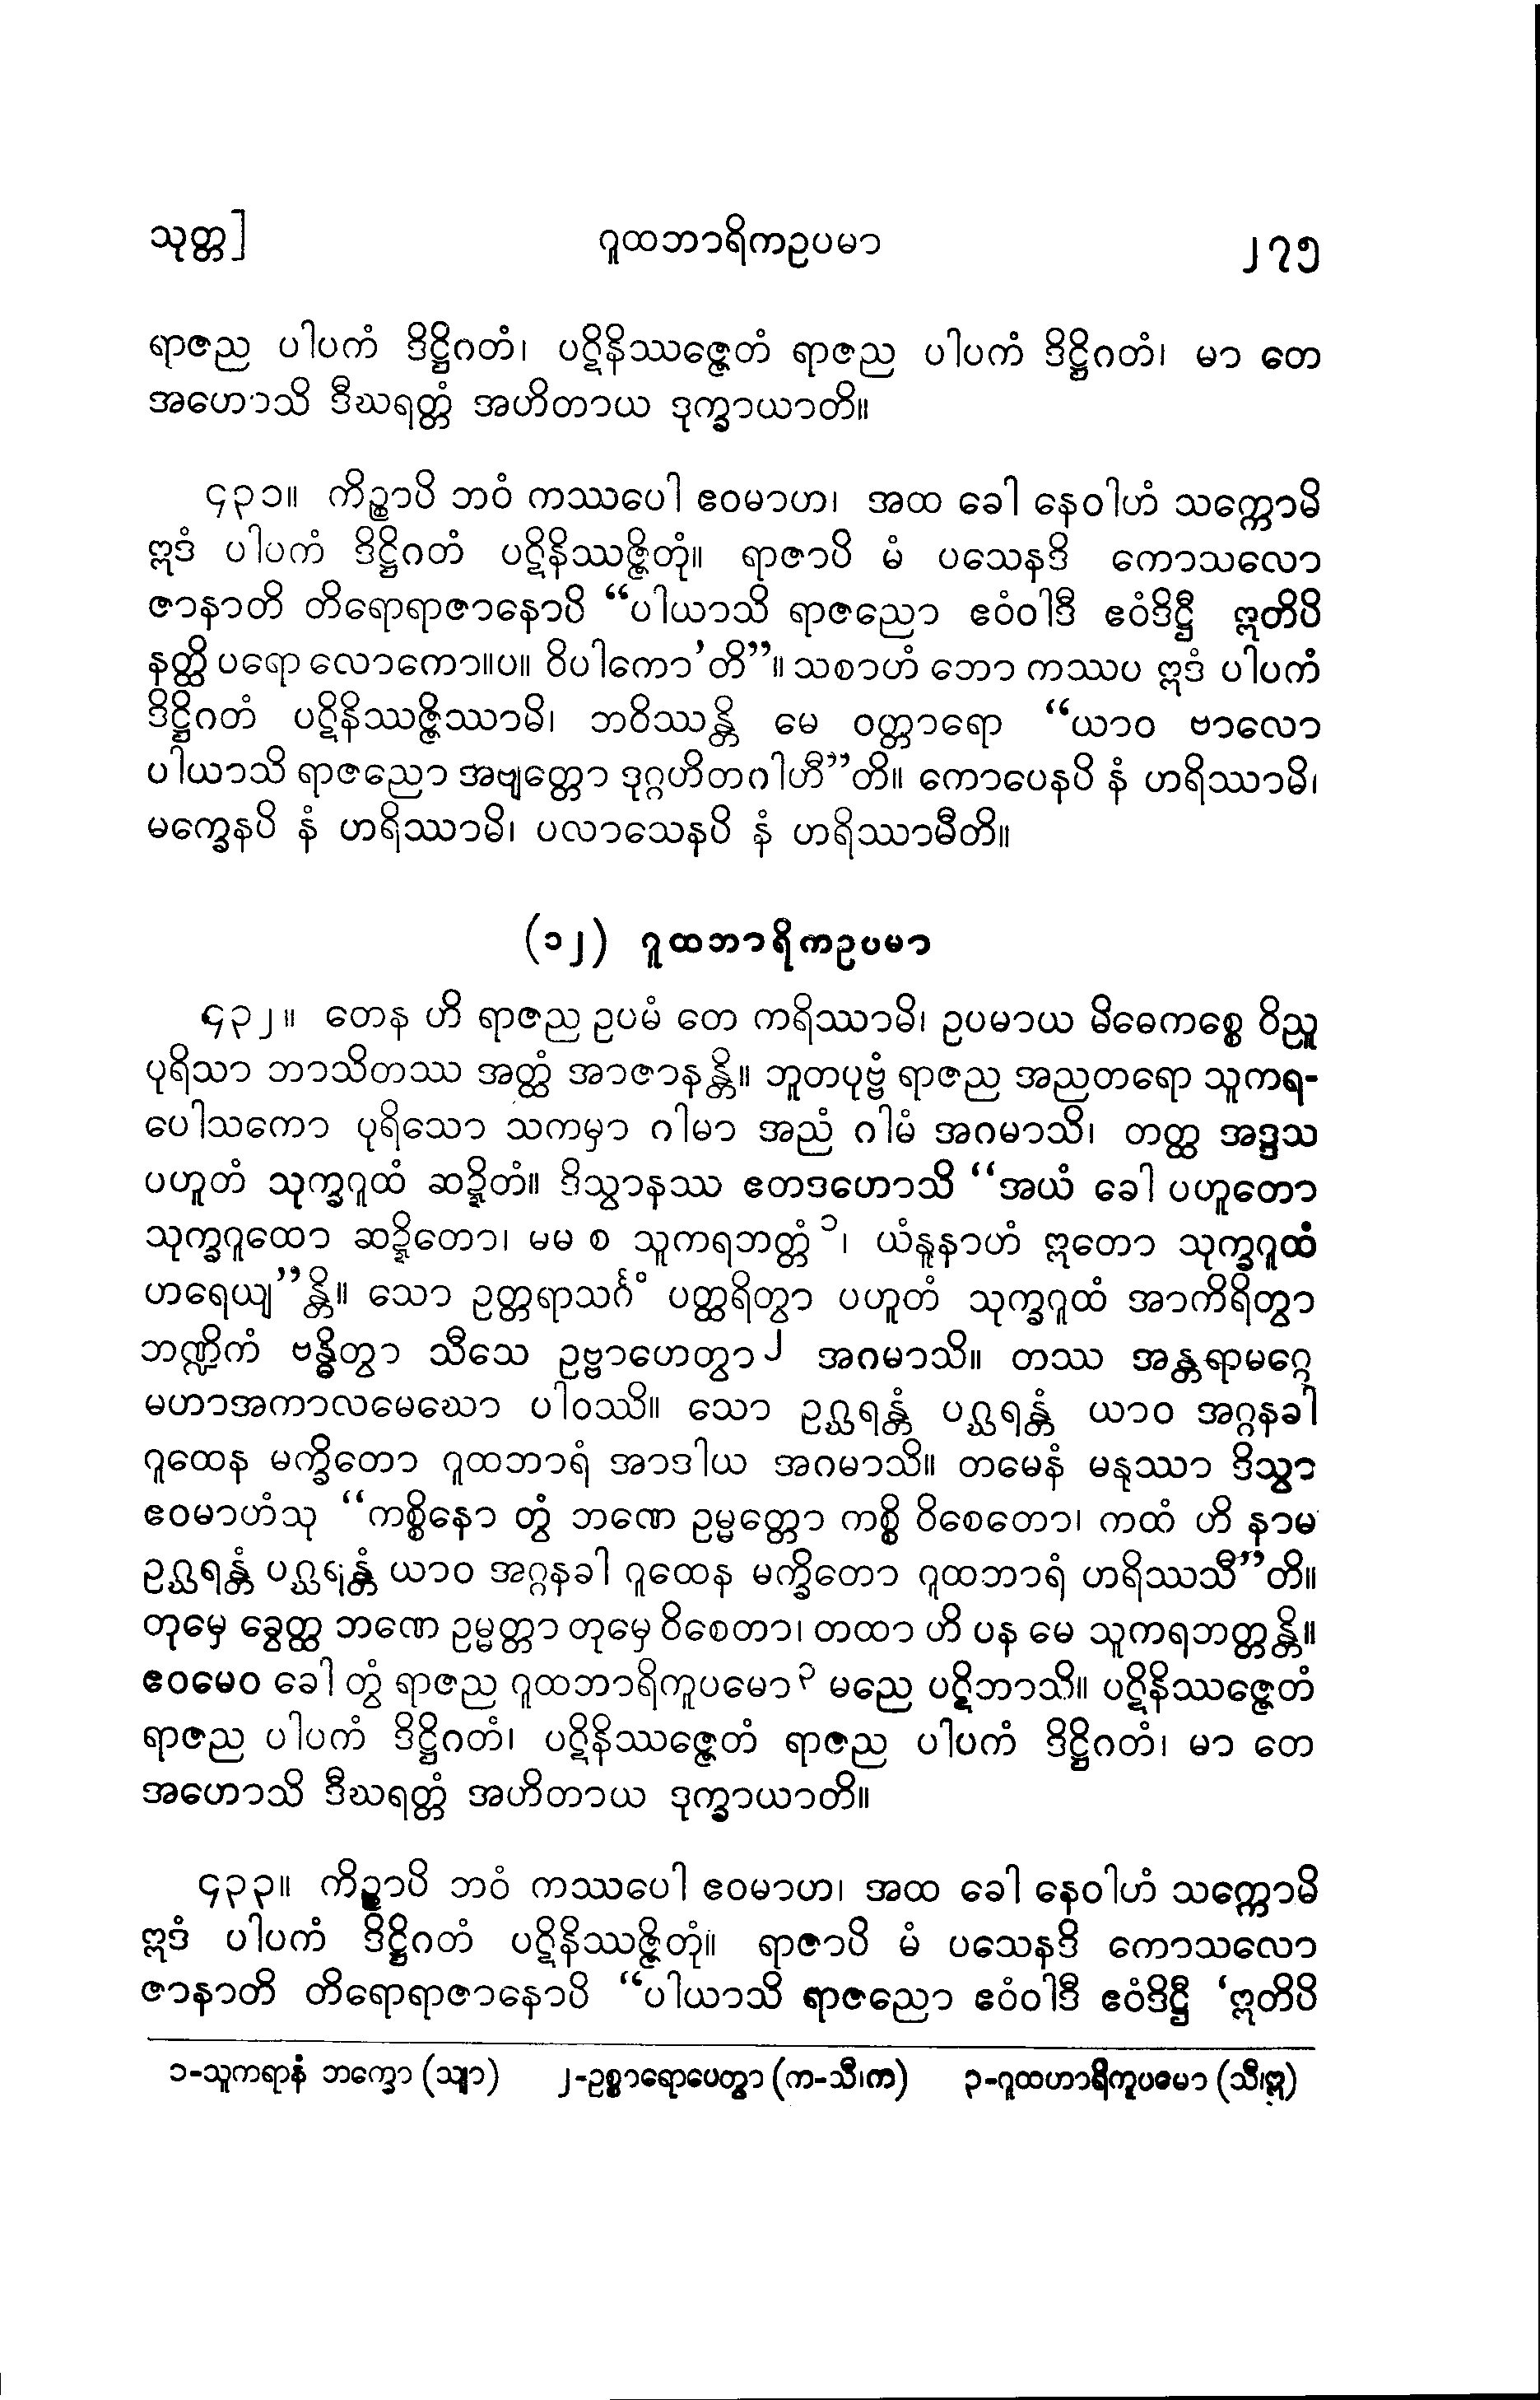 သုတ္တ] ဂူထဘာရိကဥပမာ ၂၇၅
ရာဇည ပါပကံ ဒိဋ္ဌိဂတံ၊ ပဋိနိဿဇ္ဇေတံ ရာဇည ပါပကံ ဒိဋ္ဌိဂတံ၊ မာ တေ
အဟောသိ ဒီဃရတ္တံ အဟိတာယ ဒုက္ခာယာတိ။
၄၃၁။ ကိဉ္စာပိ ဘဝံ ကဿပေါ ဧဝမာဟ၊ အထ ခေါ နေဝါဟံ သက္ကောမိ
ဣဒံ ပါပကံ ဒိဋ္ဌိဂတံ ပဋိနိဿဇ္ဇိတုံ။ ရာဇာပိ မံ ပသေနဒိ ကောသလော
ဇာနာတိ တိရောရာဇာနောပိ “ပါယာသိ ရာဇညော ဧဝံဝါဒီ ဧဝံဒိဋ္ဌီ ဣတိပိ
နတ္ထိ ပရော လောကော။ပ။ ဝိပါကော’တိ”။ သစာဟံ ဘော ကဿပ ဣဒံ ပါပကံ
ဒိဋ္ဌိဂတံ ပဋိနိဿဇ္ဇိဿာမိ၊ ဘဝိဿန္တိ မေ ဝတ္တာရော “ယာဝ ဗာလော
ပါယာသိ ရာဇညော အဗျတ္တော ဒုဂ္ဂဟိတဂါဟီ”တိ။ ကောပေနပိ နံ ဟရိဿာမိ၊
မက္ခေနပိ နံ ဟရိဿာမိ၊ ပလာသေနပိ နံ ဟရိဿာမီတိ။
(၁၂) ဂူထဘာရိကဥပမာ
၄၃၂။ တေန ဟိ ရာဇည ဥပမံ တေ ကရိဿာမိ၊ ဥပမာယ မိဓေကစ္စေ ဝိညူ
ပုရိသာ ဘာသိတဿ အတ္ထံ အာဇာနန္တိ။ ဘူတပုဗ္ဗံ ရာဇည အညတရော သူကရ-
ပေါသကော ပုရိသော သကမှာ ဂါမာ အညံ ဂါမံ အဂမာသိ၊ တတ္ထ အဒ္ဒသ
ပဟူတံ သုက္ခဂူထံ ဆဍ္ဍိတံ။ ဒိသွာနဿ ဧတဒဟောသိ “အယံ ခေါ ပဟူတော
သုက္ခဂူထော ဆဍ္ဍိတော၊ မမ စ သူကရဘတ္တံ ၁၊ ယံနူနာဟံ ဣတော သုက္ခဂူထံ
ဟရေယျ”န္တိ။ သော ဥတ္တရာသင်္ဂံ ပတ္ထရိတွာ ပဟူတံ သုက္ခဂူထံ အာကိရိတွာ
ဘဏ္ဍိကံ ဗန္ဓိတွာ သီသေ ဥဗ္ဗာဟေတွာ ၂ အဂမာသိ။ တဿ အန္တရာမဂ္ဂေ
မဟာအကာလမေဃော ပါဝဿိ။ သော ဥဂ္ဃရန္တံ ပဂ္ဃရန္တံ ယာဝ အဂ္ဂနခါ
ဂူထေန မက္ခိတော ဂူထဘာရံ အာဒါယ အဂမာသိ။ တမေနံ မနုဿာ ဒိသွာ
ဧဝမာဟံသု “ကစ္စိနော တွံ ဘဏေ ဥမ္မတ္တော ကစ္စိ ဝိစေတော၊ ကထံ ဟိ နာမ
ဥဂ္ဃရန္တံ ပဂ္ဃရန္တံ ယာဝ အဂ္ဂနခါ ဂူထေန မက္ခိတော ဂူထဘာရံ ဟရိဿသီ”တိ။
တုမှေ ခွေတ္ထ ဘဏေ ဥမ္မတ္တာ တုမှေ ဝိစေတာ၊ တထာ ဟိ ပန မေ သူကရဘတ္တန္တိ။
ဧဝမေဝ ခေါ တွံ ရာဇည ဂူထဘာရိကူပမော ၃ မညေ ပဋိဘာသိ။ ပဋိနိဿဇ္ဇေတံ
ရာဇည ပါပကံ ဒိဋ္ဌိဂတံ၊ ပဋိနိဿဇ္ဇေတံ ရာဇည ပါပကံ ဒိဋ္ဌိဂတံ၊ မာ တေ
အဟောသိ ဒီဃရတ္တံ အဟိတာယ ဒုက္ခာယာတိ။
၄၃၃။ ကိဉ္စာပိ ဘဝံ ကဿပေါ ဧဝမာဟ၊ အထ ခေါ နေဝါဟံ သက္ကောမိ
ဣဒံ ပါပကံ ဒိဋ္ဌိဂတံ ပဋိနိဿဇ္ဇိတုံ။ ရာဇာပိ မံ ပသေနဒိ ကောသလော
ဇာနာတိ တိရောရာဇာနောပိ “ပါယာသိ ရာဇညော ဧဝံဝါဒီ ဧဝံဒိဋ္ဌီ ‘ဣတိပိ
၁-သူကရာနံ ဘက္ခော (သျာ) ၂-ဥစ္စာရောပေတွာ (က-သီ၊က) ၃-ဂူထဟာရိကူပမော (သီ၊ဣ)